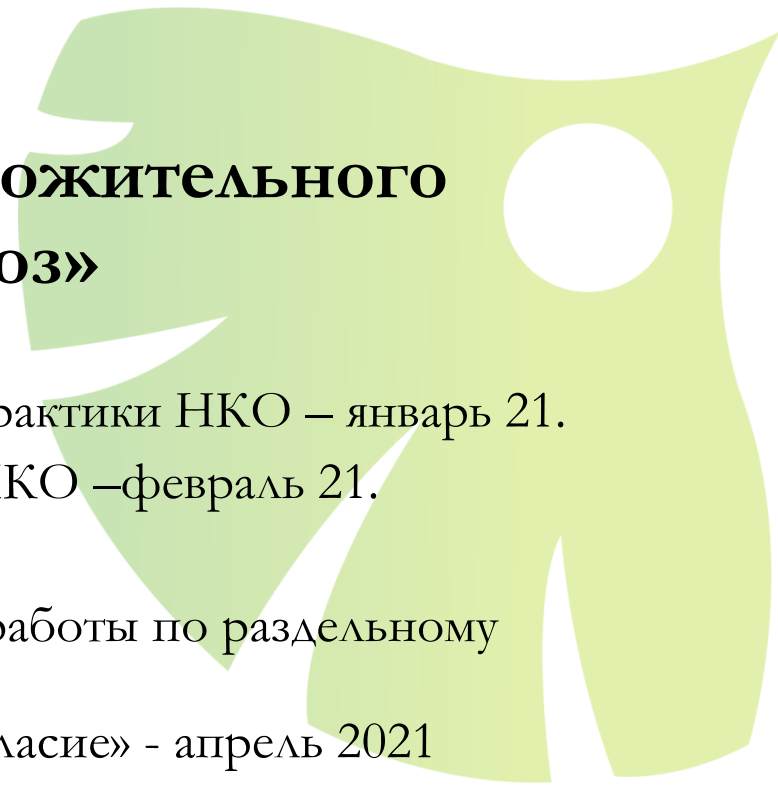 ожительного
оз»
рактики НКО – январь 21.
КО –февраль 21.
работы по раздельному
ласие» - апрель 2021